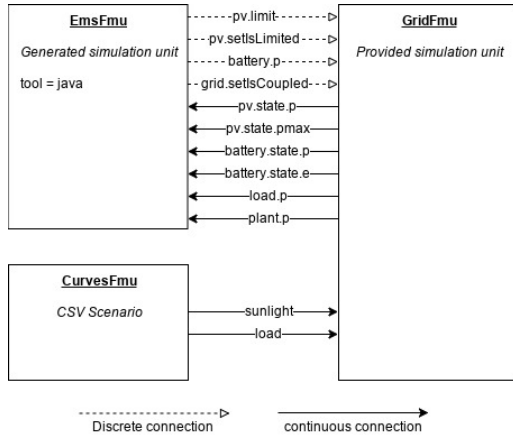 EmsFmu
Generated simulation unit
tool = java
pv.limit
pv.setIsLimited
battery.p
grid.setIsCoupled
pv.state.p
pv.state.pmax
battery.state.p
battery.state.e
load.p
plant.p
GridFmu
Provided simulation unit
CurvesFmu
CSV Scenario
sunlight
load
Discrete connection
continuous connection